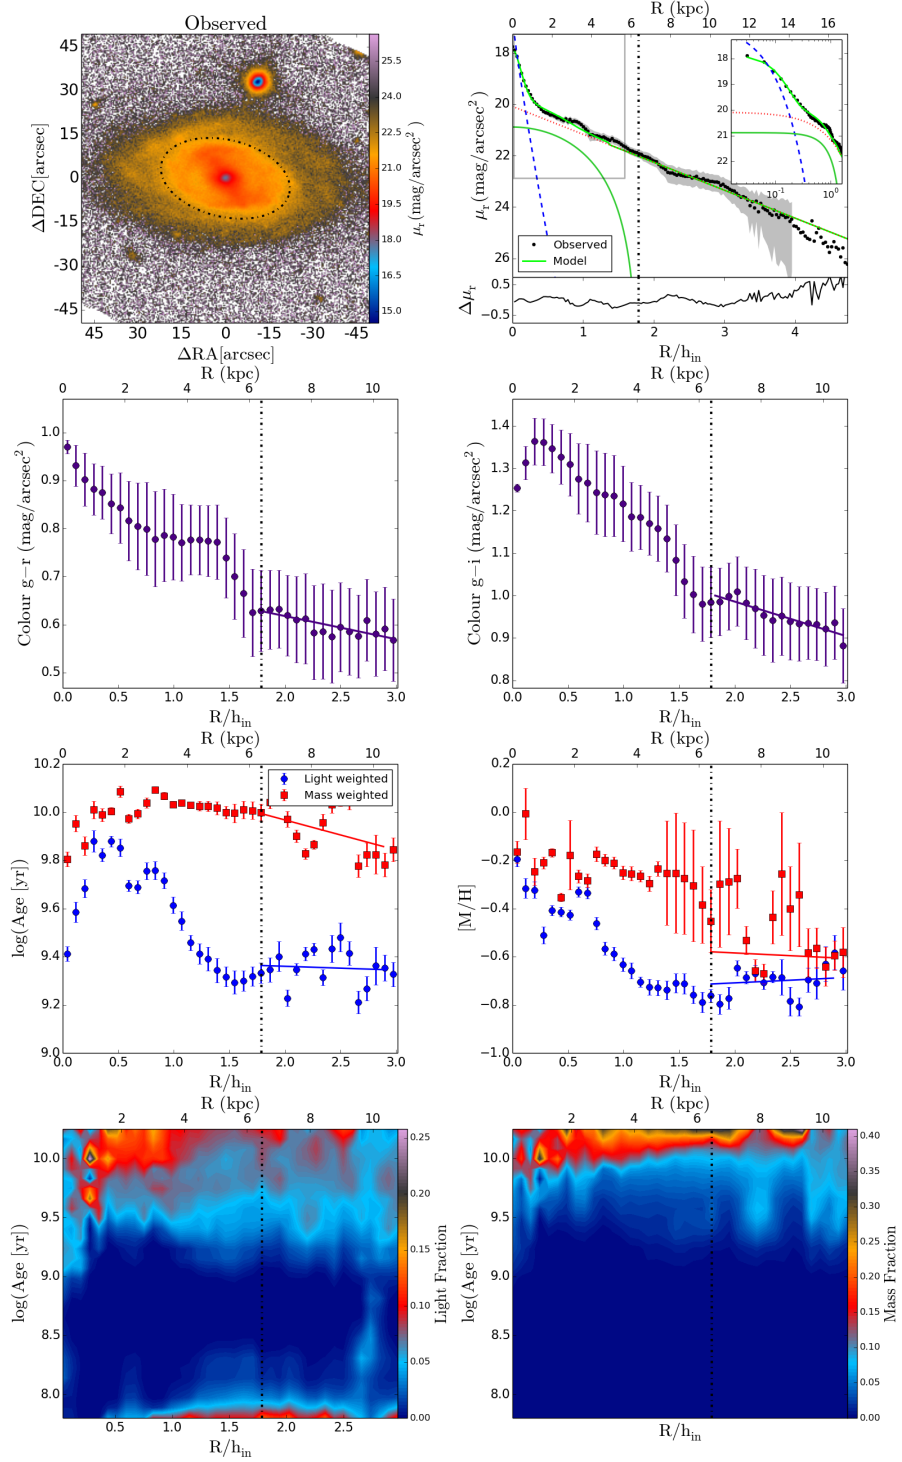 Observed
45
30
15
0
-15
-30
-45
ΔDEC[arcsec]
45 30 15 0 -15 -30 -45
ΔRA[arcsec]
25.5
24.0
22.5
21.0
19.5
18.0
16.5
15.0
μr (mag/arcsec²)
R (kpc)
0 2 4 6 8 10 12 14 16
18
20
22
24
26
μr (mag/arcsec²)
17
18
19
20
21
22
10⁻¹ 10⁰
Observed
Model
0.5
−0.5
Δμr
0 1 2 3 4
R/hin
R (kpc)
0 2 4 6 8 10
1.0
0.9
0.8
0.7
0.6
0.5
Colour g−r (mag/arcsec²)
0.0 0.5 1.0 1.5 2.0 2.5 3.0
R/hin
R (kpc)
0 2 4 6 8 10
1.4
1.3
1.2
1.1
1.0
0.9
0.8
Colour g−i (mag/arcsec²)
0.0 0.5 1.0 1.5 2.0 2.5 3.0
R/hin
R (kpc)
0 2 4 6 8 10
10.2
10.0
9.8
9.6
9.4
9.2
9.0
log(Age [yr])
Light weighted
Mass weighted
0.0 0.5 1.0 1.5 2.0 2.5 3.0
R/hin
R (kpc)
0 2 4 6 8 10
0.2
0.0
−0.2
−0.4
−0.6
−0.8
−1.0
[M/H]
0.0 0.5 1.0 1.5 2.0 2.5 3.0
R/hin
R (kpc)
2 4 6 8 10
10.0
9.5
9.0
8.5
8.0
log(Age [yr])
0.5 1.0 1.5 2.0 2.5
R/hin
0.25
0.20
0.15
0.10
0.05
0.00
Light Fraction
R (kpc)
2 4 6 8 10
10.0
9.5
9.0
8.5
8.0
log(Age [yr])
R/hin
0.40
0.35
0.30
0.25
0.20
0.15
0.10
0.05
0.00
Mass Fraction